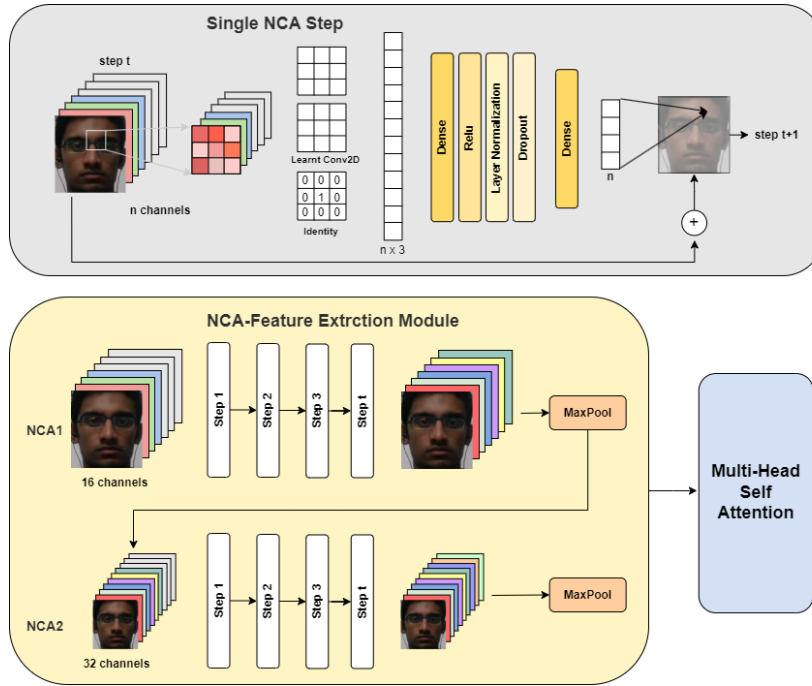 Single NCA Step
step t
n channels
Learnt Conv2D
0 0 0
0 1 0
0 0 0
Identity
n x 3
Dense
Relu
Layer Normalization
Dropout
Dense
n
+
step t+1
NCA-Feature Extrction Module
NCA1
16 channels
Step 1
Step 2
Step 3
Step t
MaxPool
NCA2
32 channels
Step 1
Step 2
Step 3
Step t
MaxPool
Multi-Head
Self
Attention